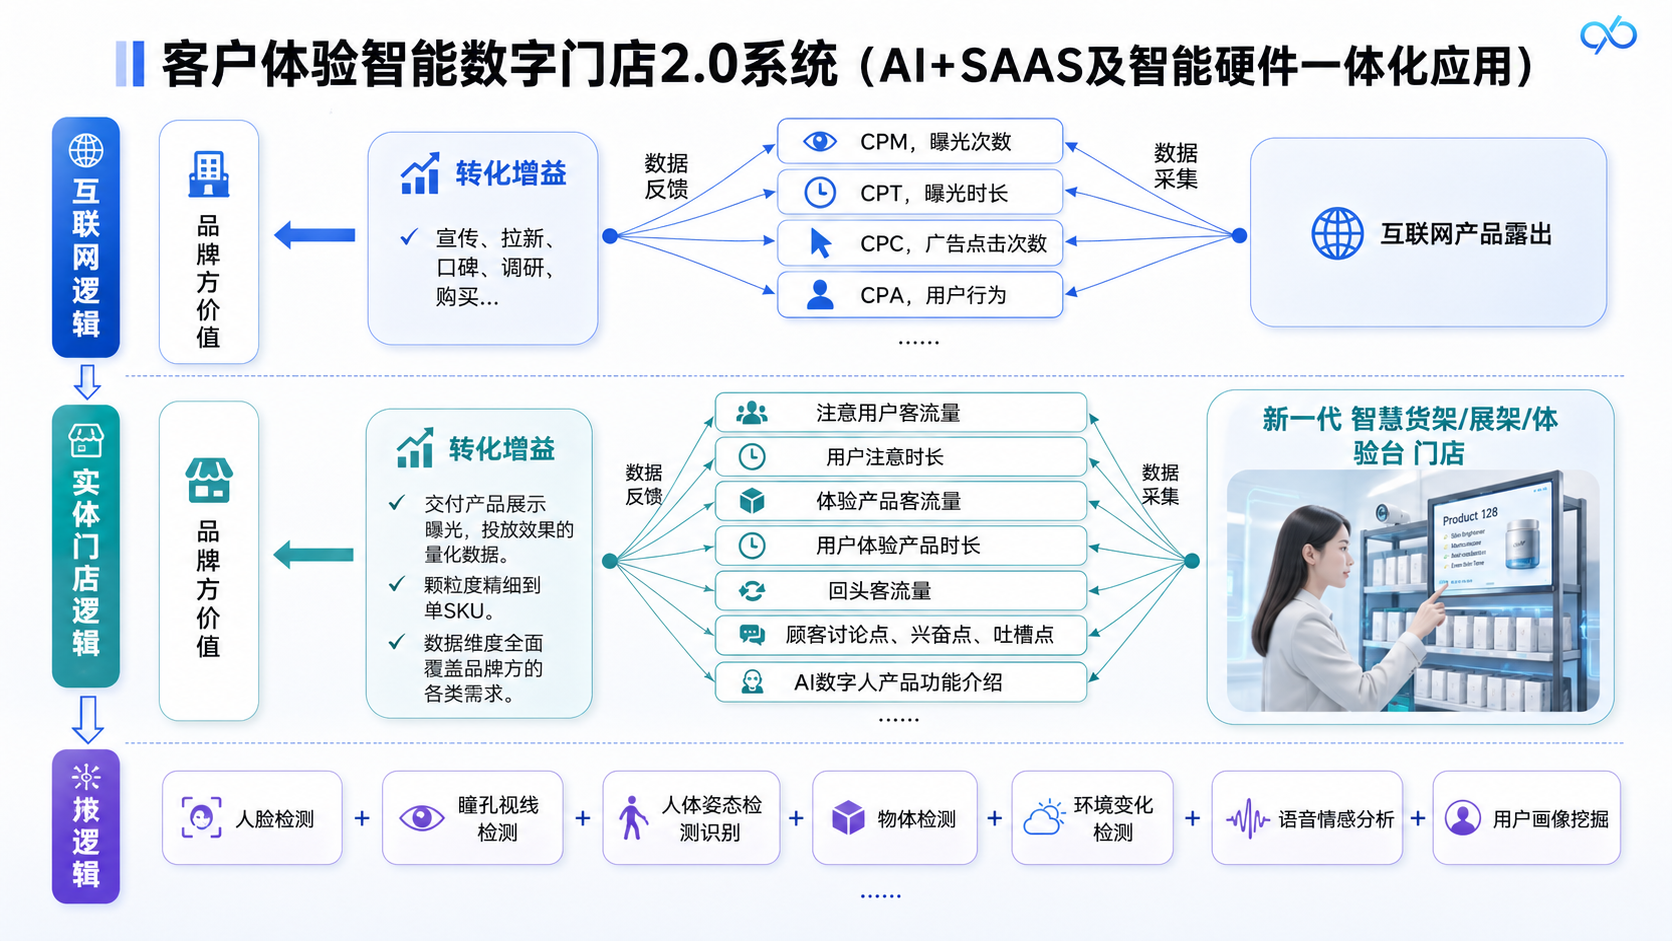 客户体验智能数字门店2.0系统（AI+SAAS及智能硬件一体化应用）
互联网逻辑
品牌方价值
转化增益
宣传、拉新、
口碑、调研、
购买...
数据
反馈
CPM，曝光次数
CPT，曝光时长
CPC，广告点击次数
CPA，用户行为
......
数据
采集
互联网产品露出
实体门店逻辑
品牌方价值
转化增益
交付产品展示
曝光，投放效果的
量化数据。
颗粒度精细到
单SKU。
数据维度全面
覆盖品牌方的
各类需求。
数据
反馈
注意用户客流量
用户注意时长
体验产品客流量
用户体验产品时长
回头客流量
顾客讨论点、兴奋点、吐槽点
AI数字人产品功能介绍
......
数据
采集
新一代 智慧货架/展架/体
验台 门店
Product 128
逻辑
人脸检测
+
瞳孔视线
检测
+
人体姿态检
测识别
+
物体检测
+
环境变化
检测
+
语音情感分析
+
用户画像挖掘
......